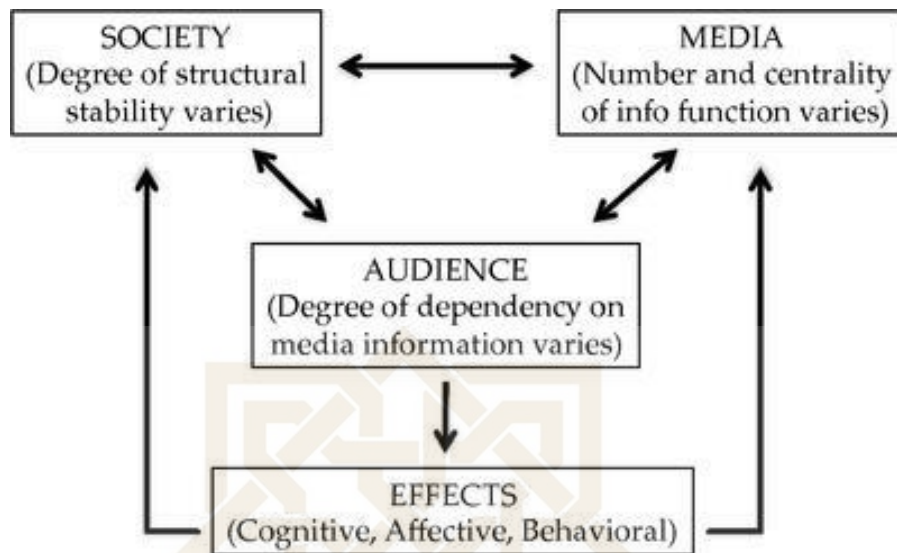 SOCIETY
(Degree of structural
stability varies)
MEDIA
(Number and centrality
of info function varies)
AUDIENCE
(Degree of dependency on
media information varies)
EFFECTS
(Cognitive, Affective, Behavioral)